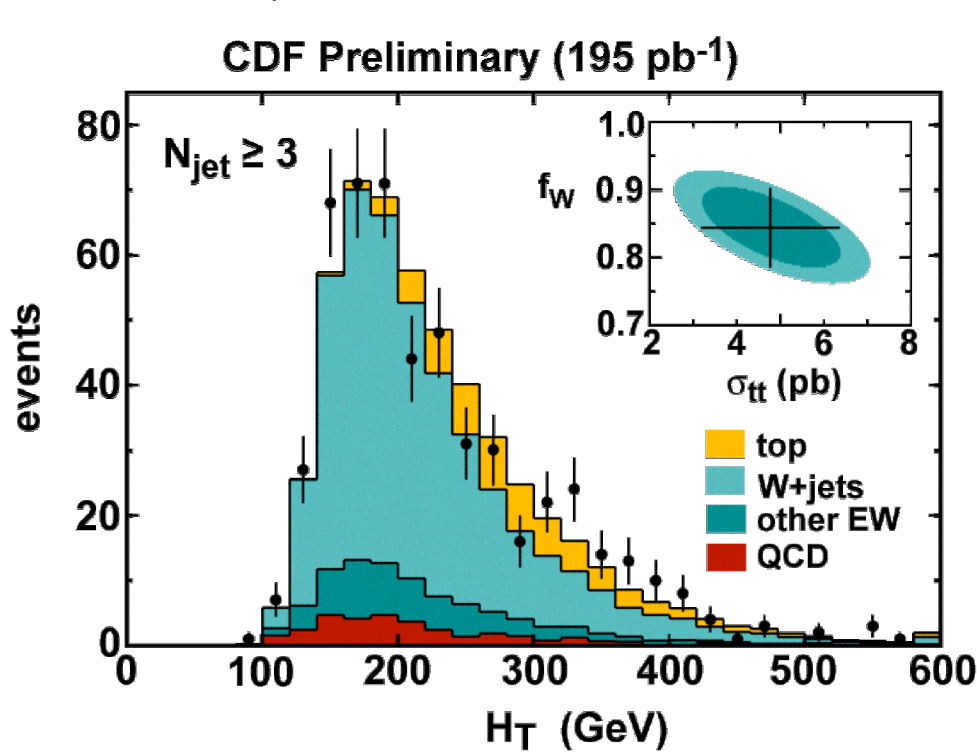 CDF Preliminary (195 pb-1)
80
60
40
20
0
events
Njet ≥ 3
1.0
0.9
0.8
0.7
fW
2 4 6 8
σtt (pb)
top
W+jets
other EW
QCD
0 100 200 300 400 500 600
HT (GeV)